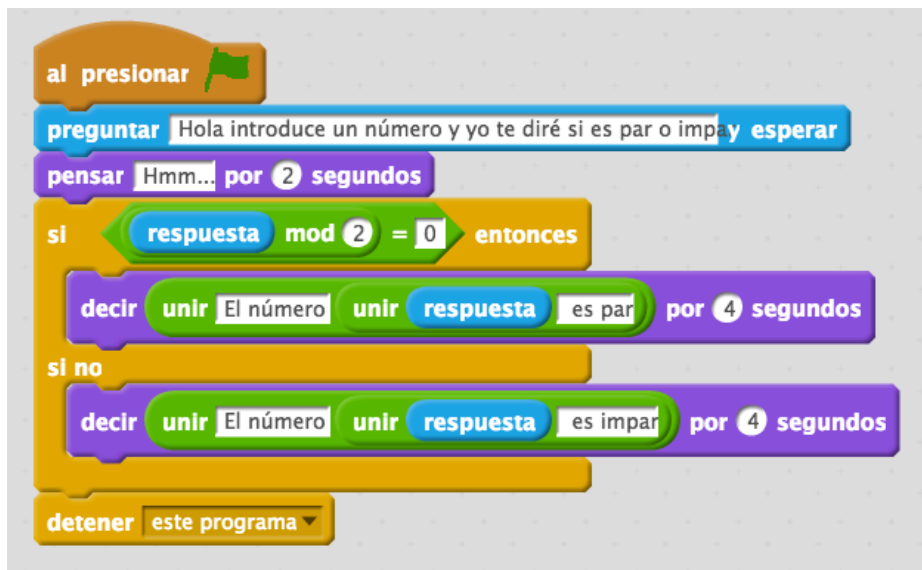 al presionar
preguntar Hola introduce un número y yo te diré si es par o impay esperar
pensar Hmm... por 2 segundos
si respuesta mod 2 = 0 entonces
decir unir El número unir respuesta es par por 4 segundos
si no
decir unir El número unir respuesta es impar por 4 segundos
detener este programa